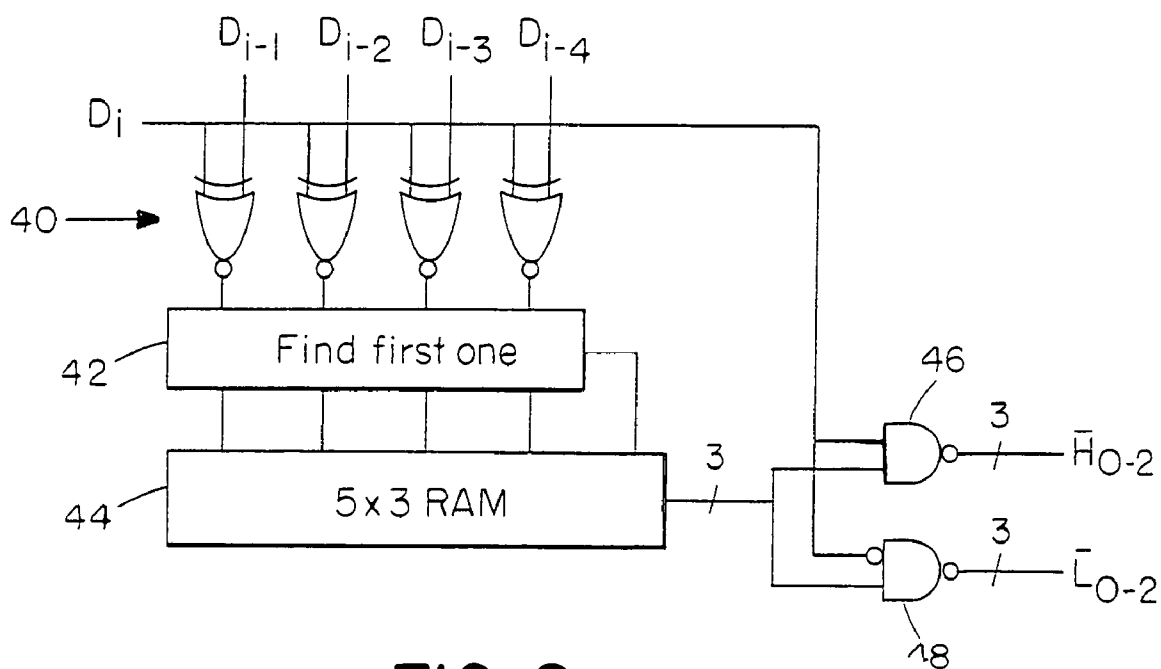 D_{i-1} D_{i-2} D_{i-3} D_{i-4}
D_i
40
Find first one
42
46
3
H̄_{0-2}
3
5x3 RAM
44
3
L̄_{0-2}
18